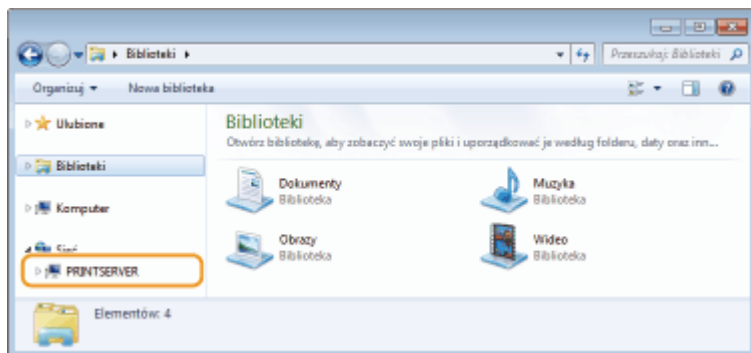 Biblioteki
Przeszukaj: Biblioteki
Organizuj
Nowa biblioteka
Ulubione
Biblioteki
Komputer
Sieć
PRINTSERVER
Biblioteki
Otwórz bibliotekę, aby zobaczyć swoje pliki i uporządkować je według folderu, daty oraz inn...
Dokumenty
Biblioteka
Muzyka
Biblioteka
Obrazy
Biblioteka
Wideo
Biblioteka
Elementów: 4